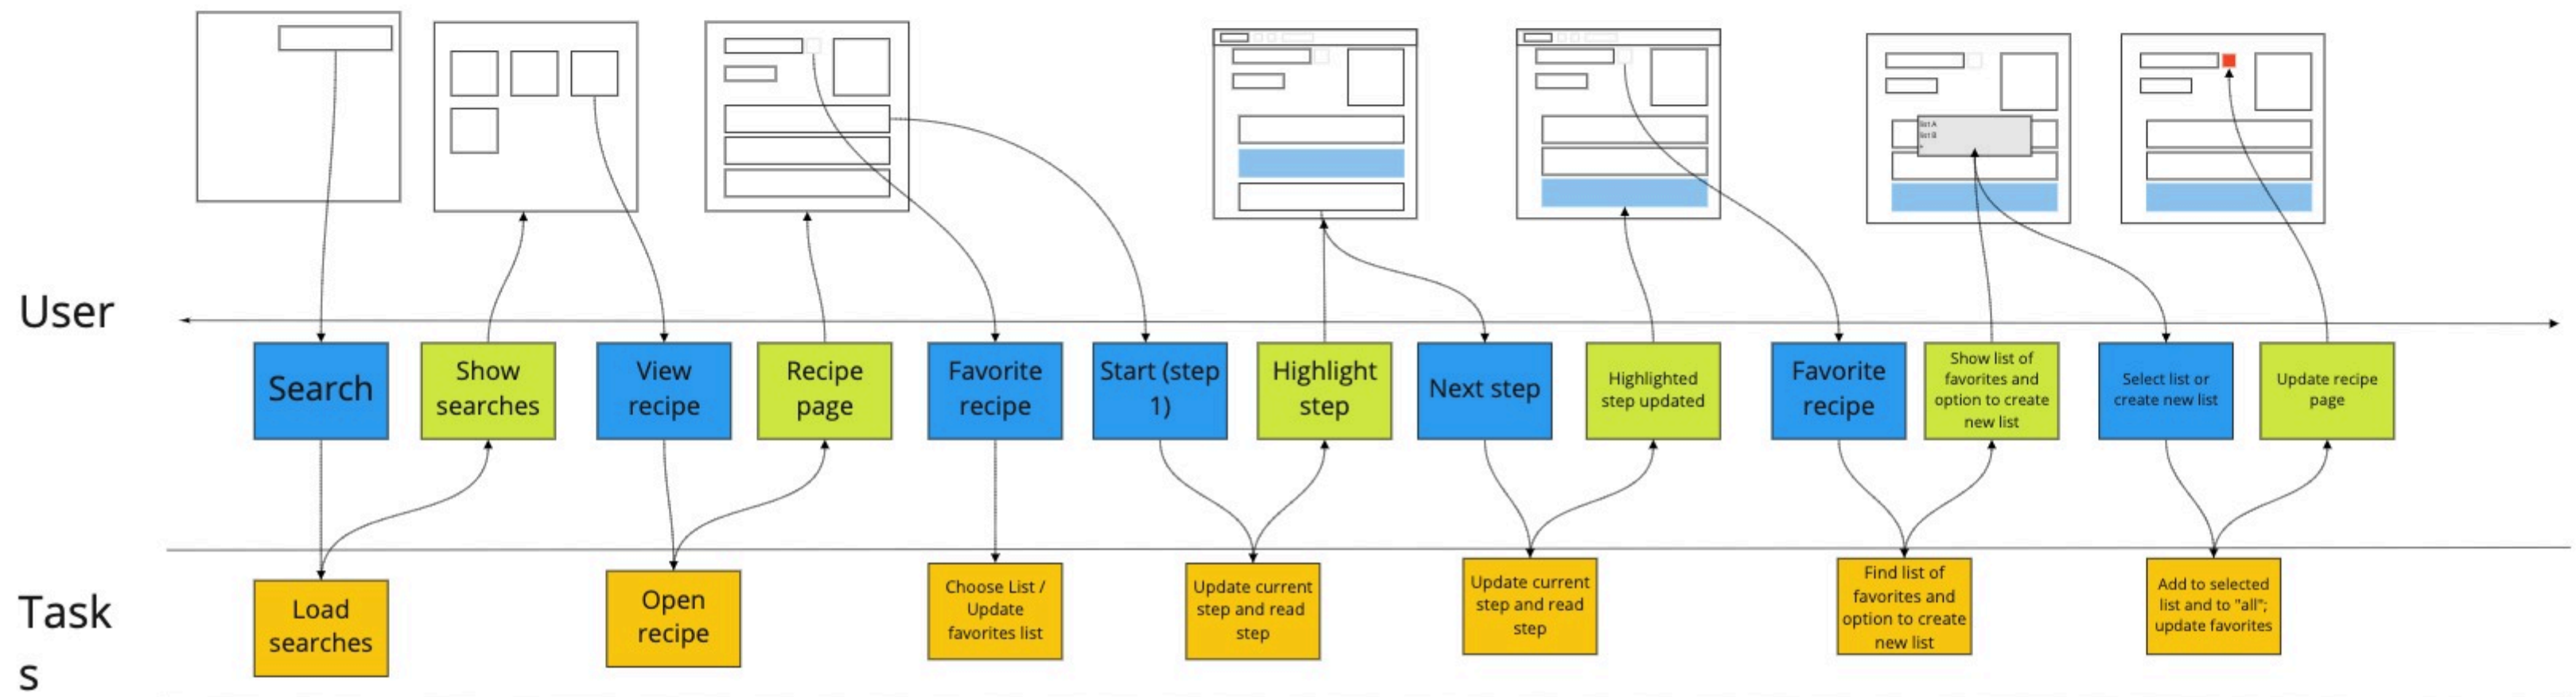 list A
list B
+
User
Search
Show
searches
View
recipe
Recipe
page
Favorite
recipe
Start (step
1)
Highlight
step
Next step
Highlighted
step updated
Favorite
recipe
Show list of
favorites and
option to create
new list
Select list or
create new list
Update recipe
page
Task
s
Load
searches
Open
recipe
Choose List /
Update
favorites list
Update current
step and read
step
Update current
step and read
step
Find list of
favorites and
option to create
new list
Add to selected
list and to "all";
update favorites